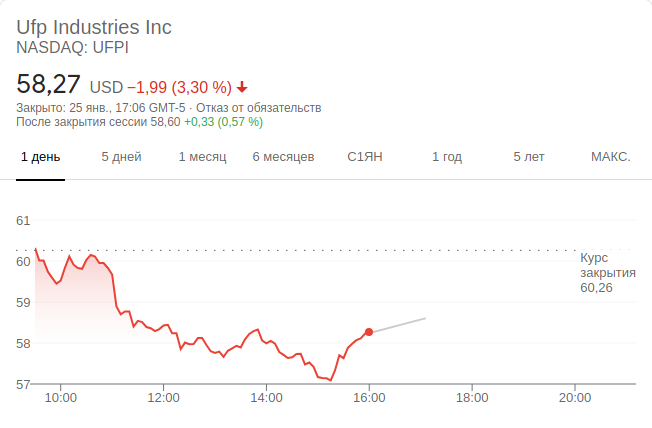 Ufp Industries Inc
NASDAQ: UFPI
58,27 USD −1,99 (3,30 %)
Закрыто: 25 янв., 17:06 GMT-5 · Отказ от обязательств
После закрытия сессии 58,60 +0,33 (0,57 %)
1 день 5 дней 1 месяц 6 месяцев С1ЯН 1 год 5 лет МАКС.
61
60
59
58
57
Курс
закрытия
60,26
10:00 12:00 14:00 16:00 18:00 20:00